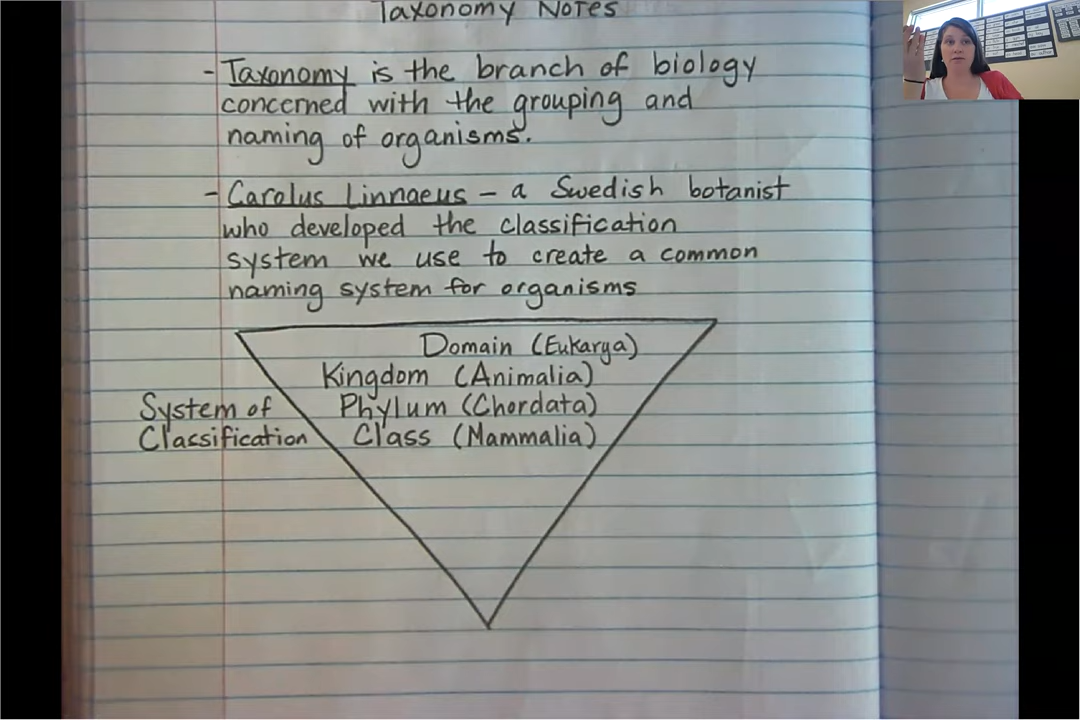 Taxonomy Notes
- Taxonomy is the branch of biology
concerned with the grouping and
naming of organisms.
- Carolus Linnaeus - a Swedish botanist
who developed the classification
system we use to create a common
naming system for organisms
Domain (Eukarya)
Kingdom (Animalia)
Phylum (Chordata)
Class (Mammalia)
System of
Classification